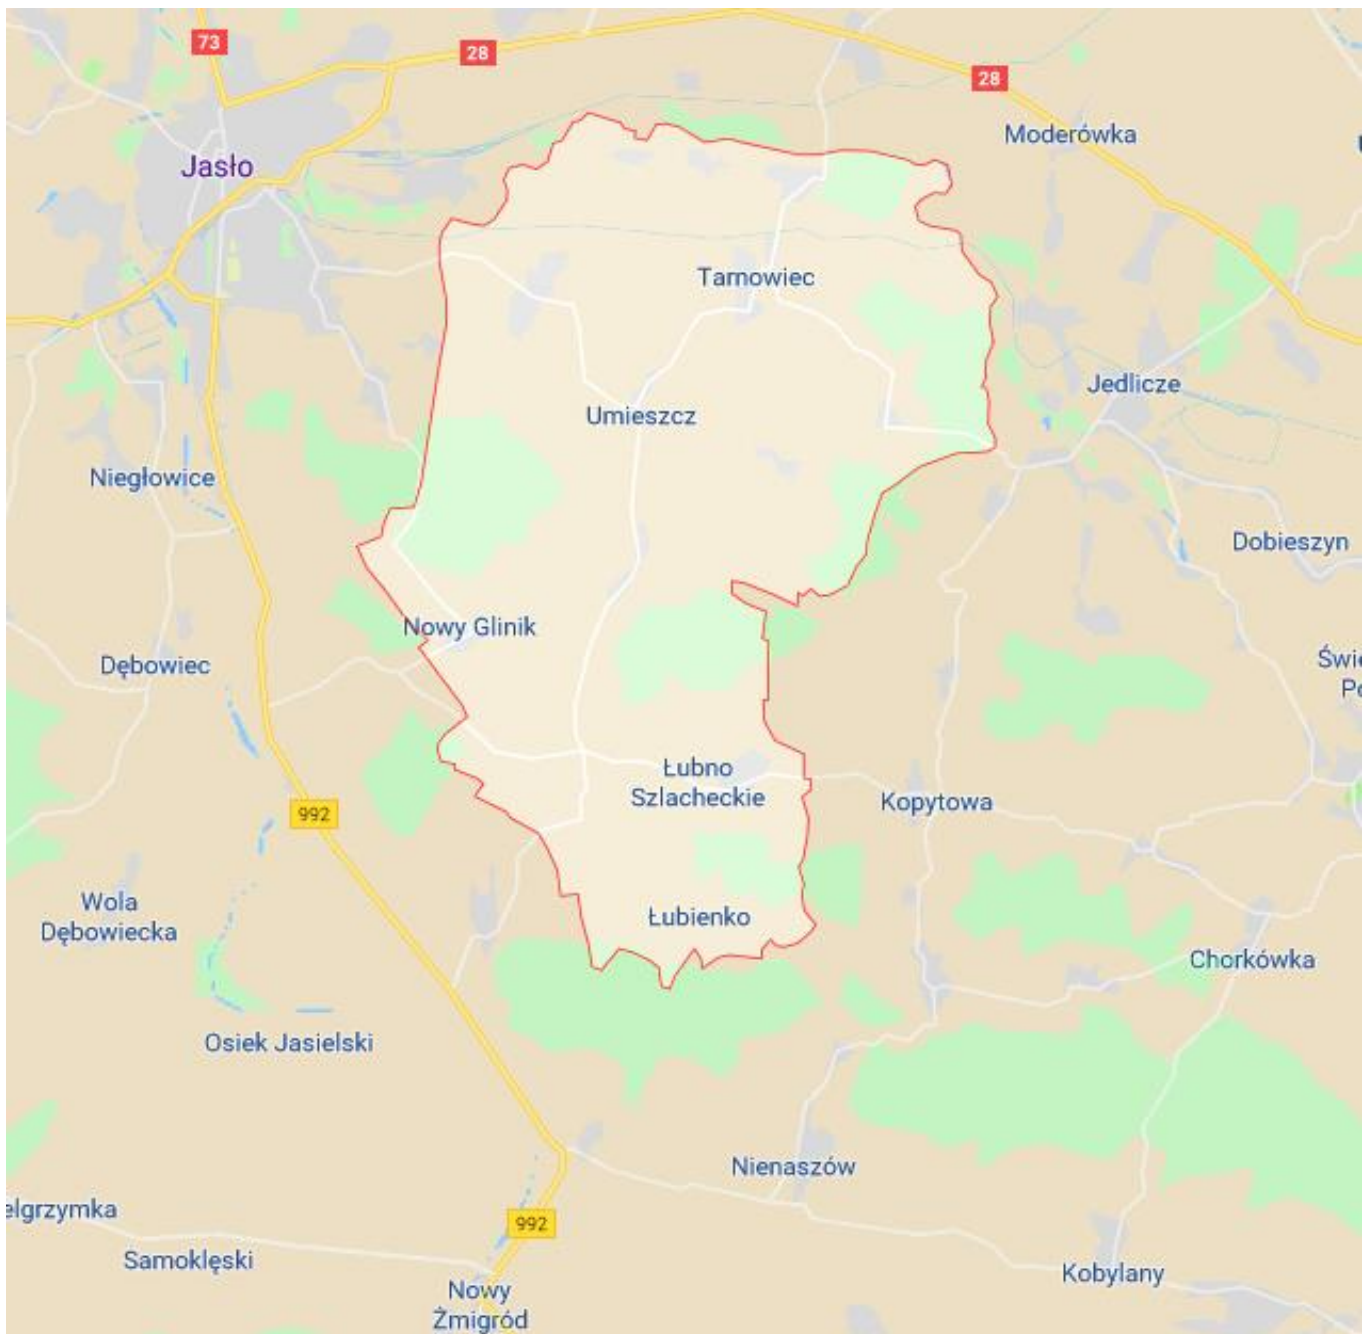 73
28
28
Moderówka
Jasło
Tarnowiec
Jedlicze
Umieszcz
Niegłowice
Dobieszyn
Nowy Glinik
Dębowiec
Łubno
Szlacheckie
Kopytowa
992
Wola
Dębowiecka
Łubienko
Chorkówka
Osiek Jasielski
Nienaszów
elgrzymka
992
Samoklęski
Kobylany
Nowy
Żmigród